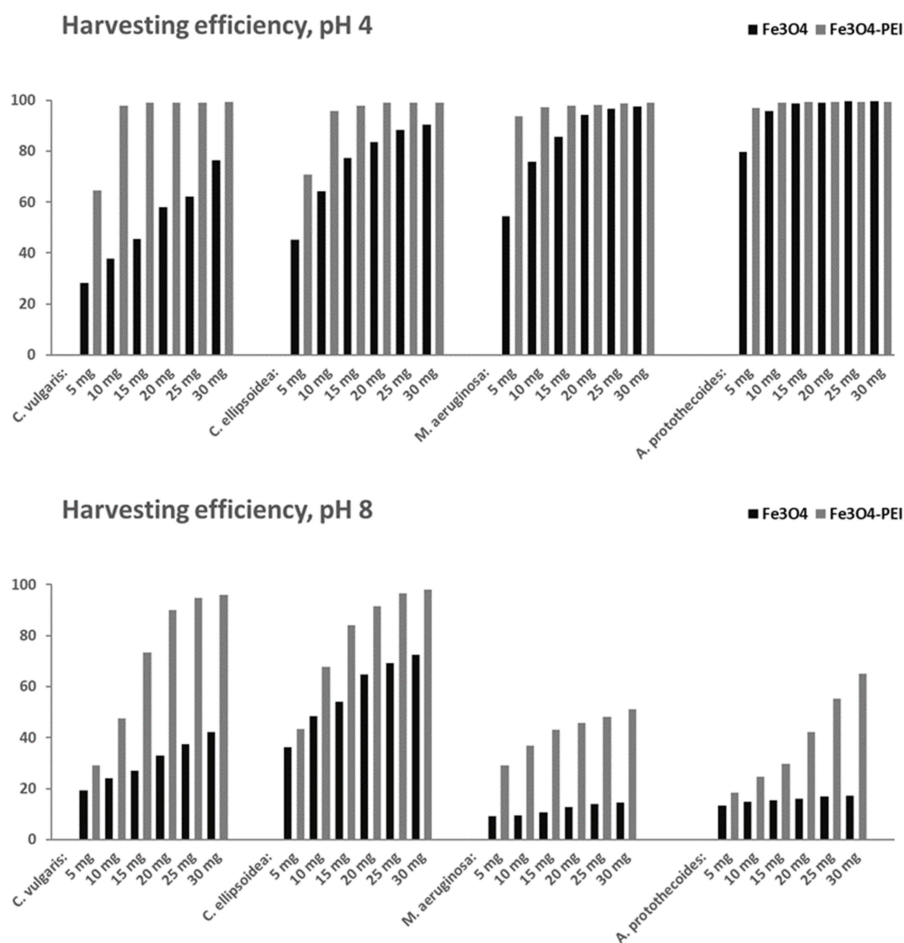 Harvesting efficiency, pH 4
Fe3O4 Fe3O4-PEI
100
80
60
40
20
0
C. vulgaris:
5 mg
10 mg
15 mg
20 mg
25 mg
30 mg
C. ellipsoidea:
5 mg
10 mg
15 mg
20 mg
25 mg
30 mg
M. aeruginosa:
5 mg
10 mg
15 mg
20 mg
25 mg
30 mg
A. protothecoides:
5 mg
10 mg
15 mg
20 mg
25 mg
30 mg
Harvesting efficiency, pH 8
Fe3O4 Fe3O4-PEI
100
80
60
40
20
0
C. vulgaris:
5 mg
10 mg
15 mg
20 mg
25 mg
30 mg
C. ellipsoidea:
5 mg
10 mg
15 mg
20 mg
25 mg
30 mg
M. aeruginosa:
5 mg
10 mg
15 mg
20 mg
25 mg
30 mg
A. protothecoides:
5 mg
10 mg
15 mg
20 mg
25 mg
30 mg